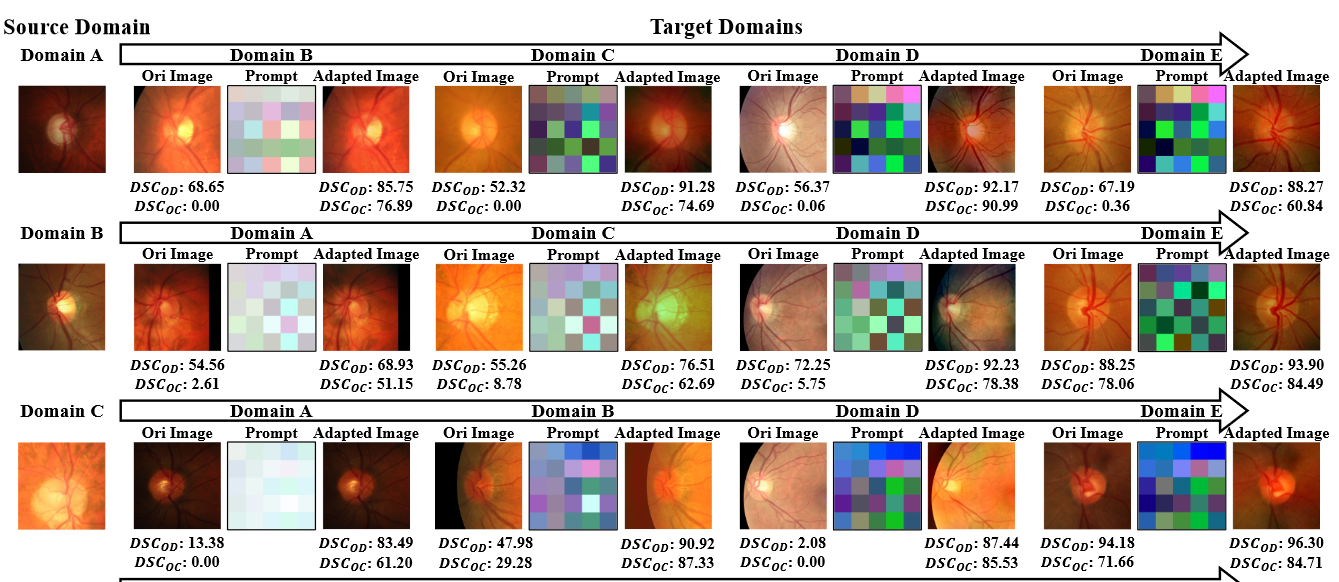 Source Domain Target Domains
Domain A Domain B Domain C Domain D Domain E
Ori Image Prompt Adapted Image Ori Image Prompt Adapted Image Ori Image Prompt Adapted Image Ori Image Prompt Adapted Image
DSC_OD: 68.65 DSC_OD: 85.75 DSC_OD: 52.32 DSC_OD: 91.28 DSC_OD: 56.37 DSC_OD: 92.17 DSC_OD: 67.19 DSC_OD: 88.27
DSC_OC: 0.00 DSC_OC: 76.89 DSC_OC: 0.00 DSC_OC: 74.69 DSC_OC: 0.06 DSC_OC: 90.99 DSC_OC: 0.36 DSC_OC: 60.84
Domain B Domain A Domain C Domain D Domain E
Ori Image Prompt Adapted Image Ori Image Prompt Adapted Image Ori Image Prompt Adapted Image Ori Image Prompt Adapted Image
DSC_OD: 54.56 DSC_OD: 68.93 DSC_OD: 55.26 DSC_OD: 76.51 DSC_OD: 72.25 DSC_OD: 92.23 DSC_OD: 88.25 DSC_OD: 93.90
DSC_OC: 2.61 DSC_OC: 51.15 DSC_OC: 8.78 DSC_OC: 62.69 DSC_OC: 5.75 DSC_OC: 78.38 DSC_OC: 78.06 DSC_OC: 84.49
Domain C Domain A Domain B Domain D Domain E
Ori Image Prompt Adapted Image Ori Image Prompt Adapted Image Ori Image Prompt Adapted Image Ori Image Prompt Adapted Image
DSC_OD: 13.38 DSC_OD: 83.49 DSC_OD: 47.98 DSC_OD: 90.92 DSC_OD: 2.08 DSC_OD: 87.44 DSC_OD: 94.18 DSC_OD: 96.30
DSC_OC: 0.00 DSC_OC: 61.20 DSC_OC: 29.28 DSC_OC: 87.33 DSC_OC: 0.00 DSC_OC: 85.53 DSC_OC: 71.66 DSC_OC: 84.71